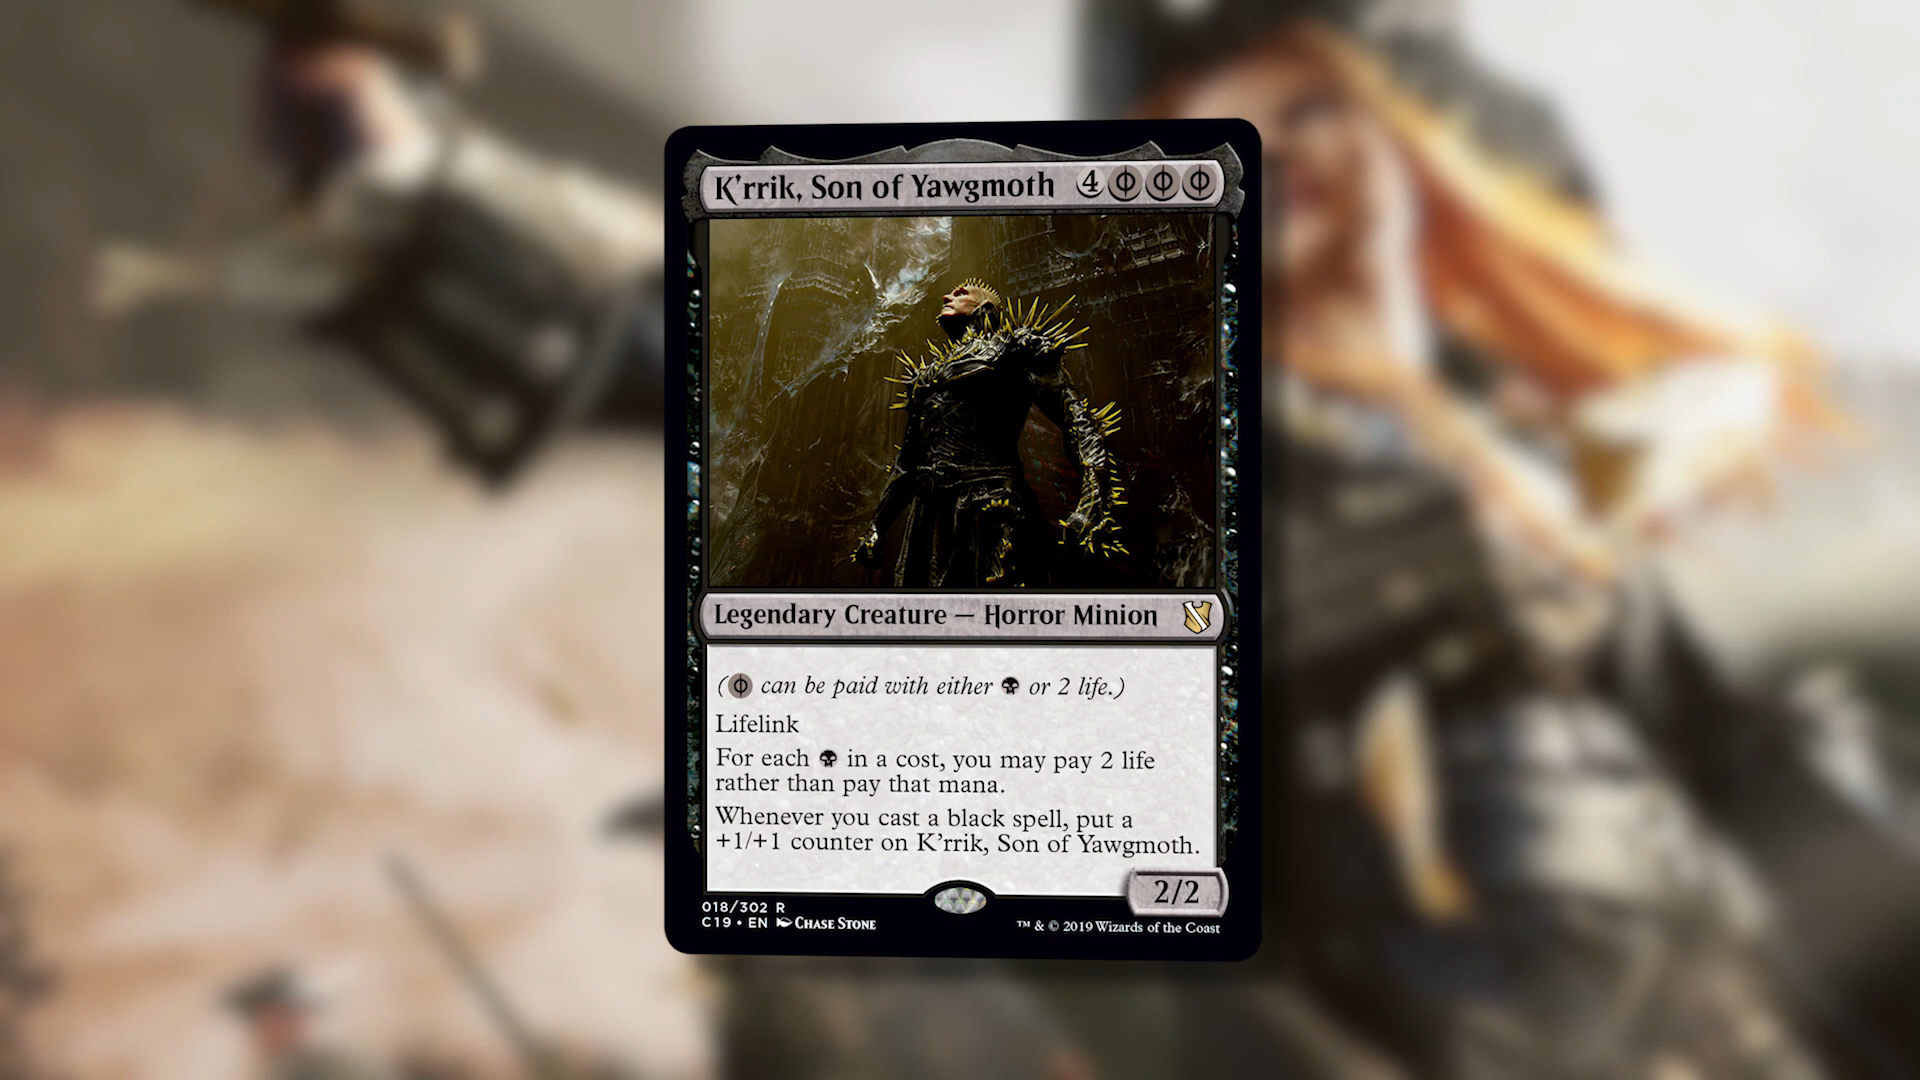 K'rrik, Son of Yawgmoth 4
Legendary Creature — Horror Minion
( can be paid with either or 2 life.)
Lifelink
For each in a cost, you may pay 2 life
rather than pay that mana.
Whenever you cast a black spell, put a
+1/+1 counter on K'rrik, Son of Yawgmoth.
2/2
018/302 R
C19 • EN Chase Stone
™ & © 2019 Wizards of the Coast